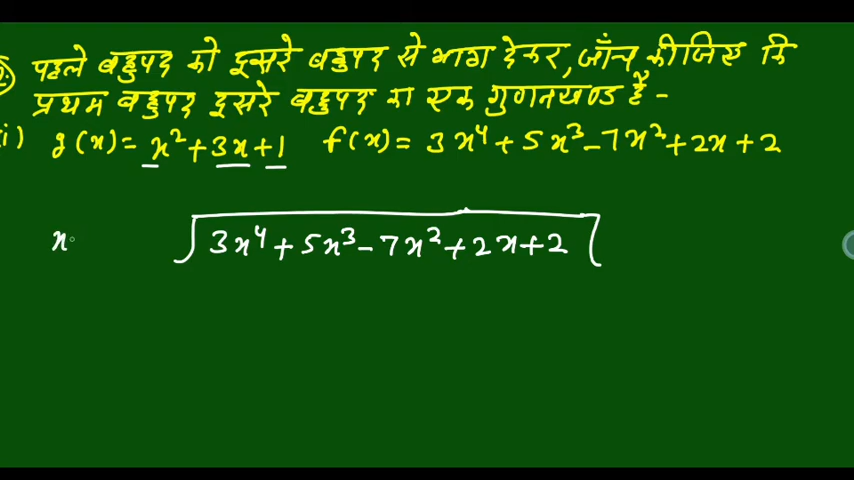 पहले बहुपद को दूसरे बहुपद से भाग देकर, जाँच कीजिए कि
प्रथम बहुपद दूसरे बहुपद का एक गुणनखण्ड है -
i) g(x) = x² + 3x + 1 f(x) = 3x⁴ + 5x³ - 7x² + 2x + 2
x 3x⁴ + 5x³ - 7x² + 2x + 2